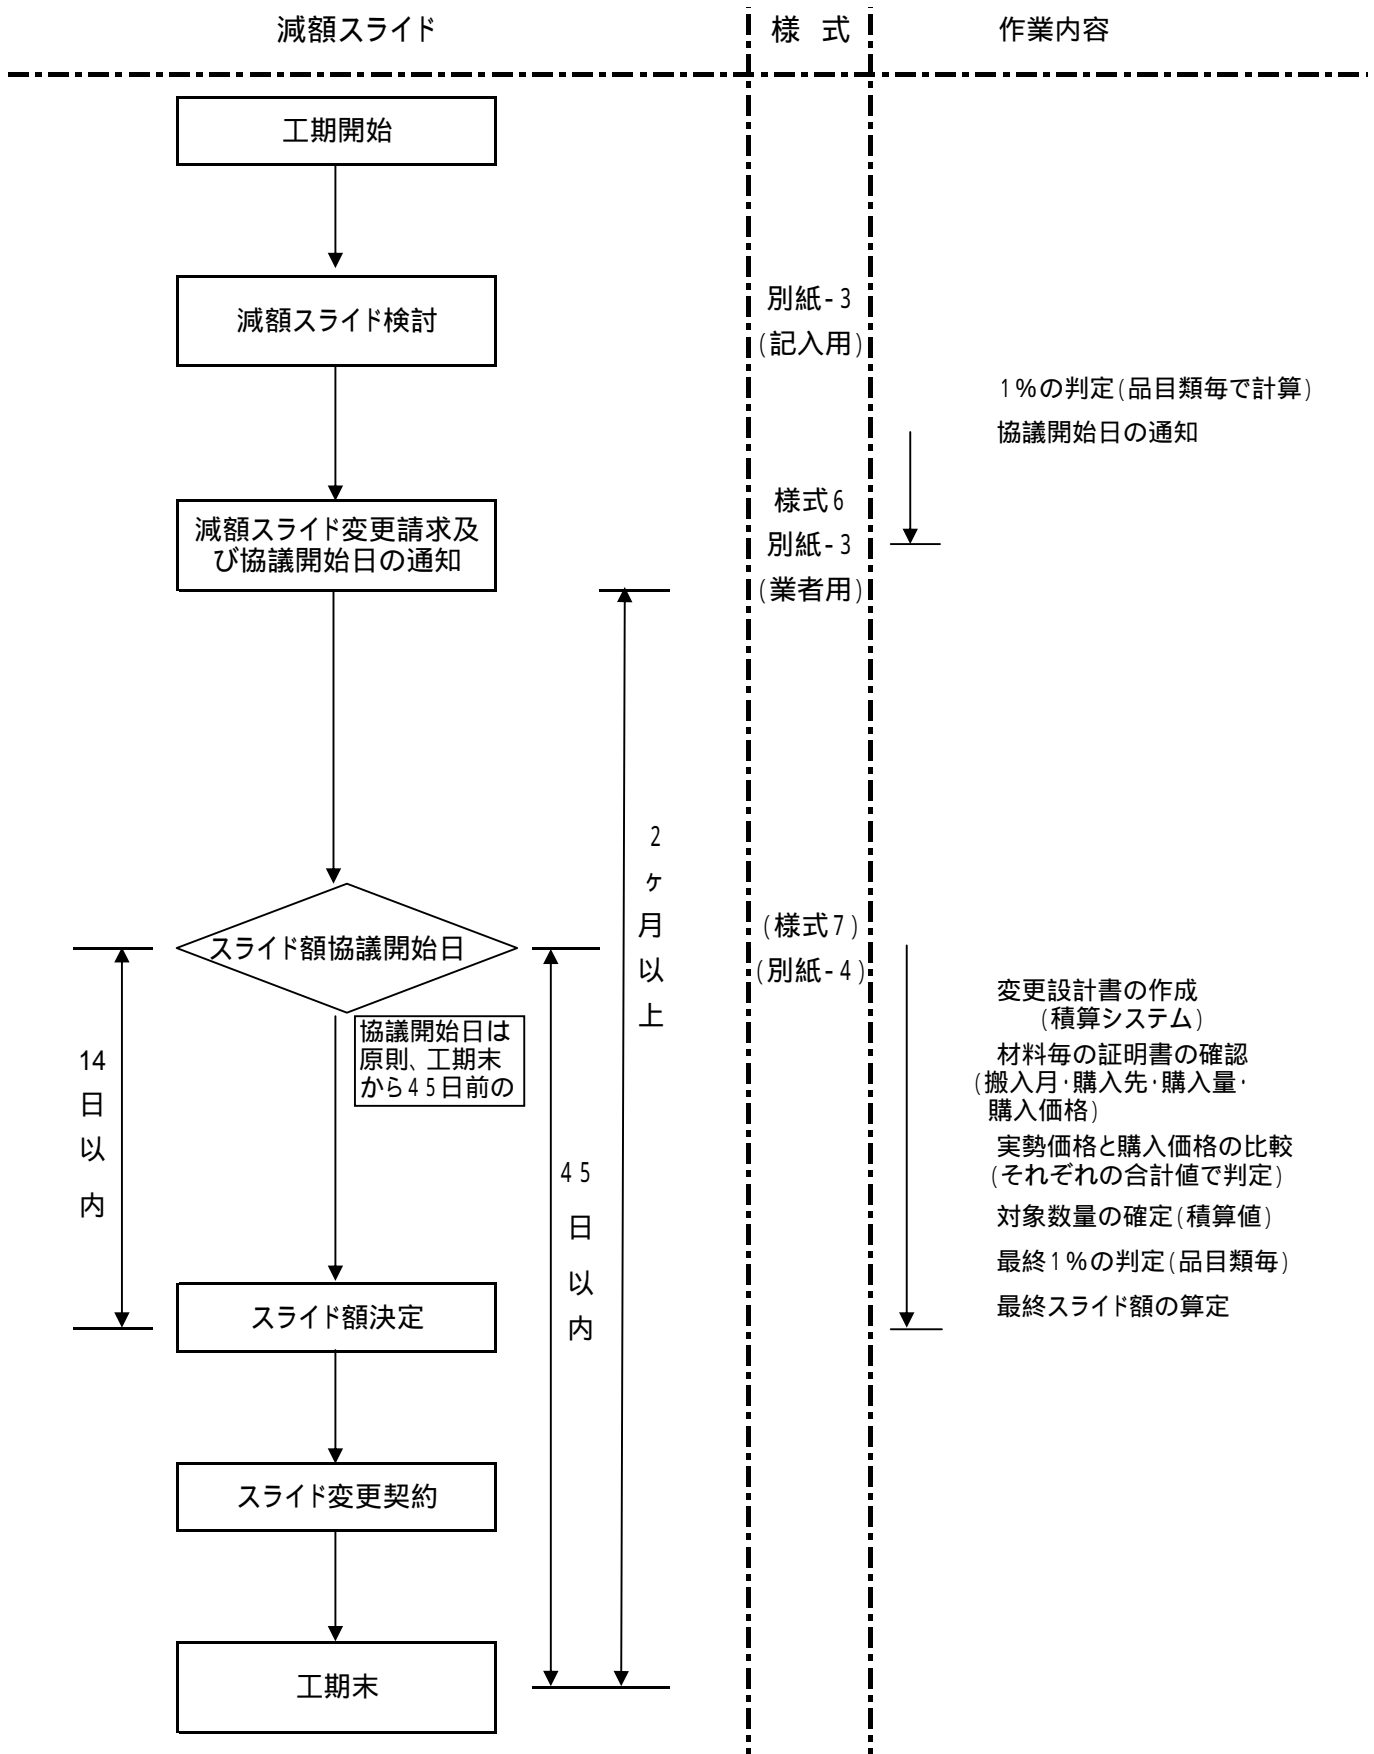 減額スライド
様 式
作業内容
工期開始
減額スライド検討
別紙-3
(記入用)
1%の判定(品目類毎で計算)
協議開始日の通知
減額スライド変更請求及
び協議開始日の通知
様式6
別紙-3
(業者用)
2ヶ月以上
スライド額協議開始日
(様式7)
(別紙-4)
協議開始日は
原則、工期末
から45日前の
14日以内
45日以内
変更設計書の作成
(積算システム)
材料毎の証明書の確認
(搬入月・購入先・購入量・
購入価格)
実勢価格と購入価格の比較
(それぞれの合計値で判定)
対象数量の確定(積算値)
最終1%の判定(品目類毎)
最終スライド額の算定
スライド額決定
スライド変更契約
工期末